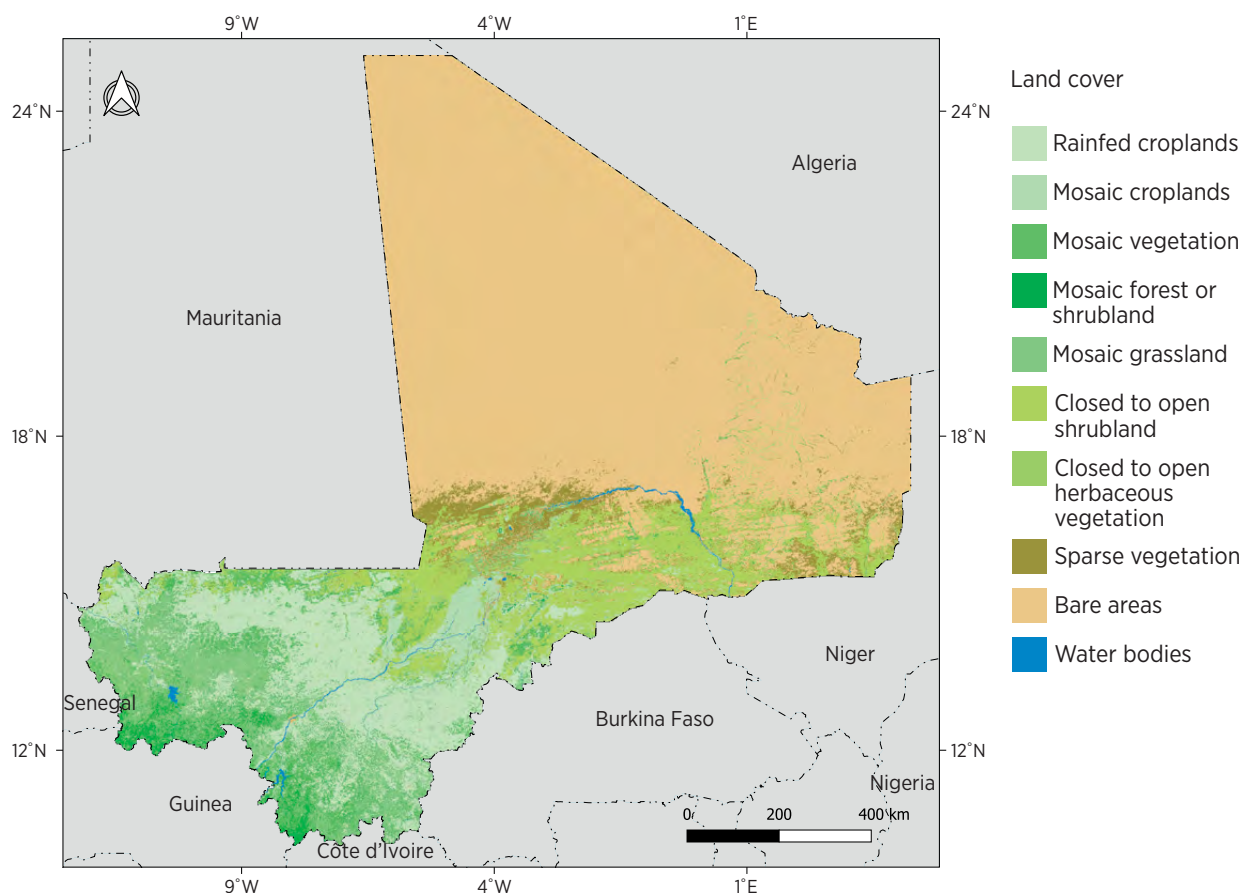 9°W 4°W 1°E
24°N 24°N
Algeria
Mauritania
18°N 18°N
Niger
Senegal
Burkina Faso
12°N 12°N
Nigeria
Guinea
0 200 400 km
Côte d'Ivoire
9°W 4°W 1°E
Land cover
Rainfed croplands
Mosaic croplands
Mosaic vegetation
Mosaic forest or
shrubland
Mosaic grassland
Closed to open
shrubland
Closed to open
herbaceous
vegetation
Sparse vegetation
Bare areas
Water bodies